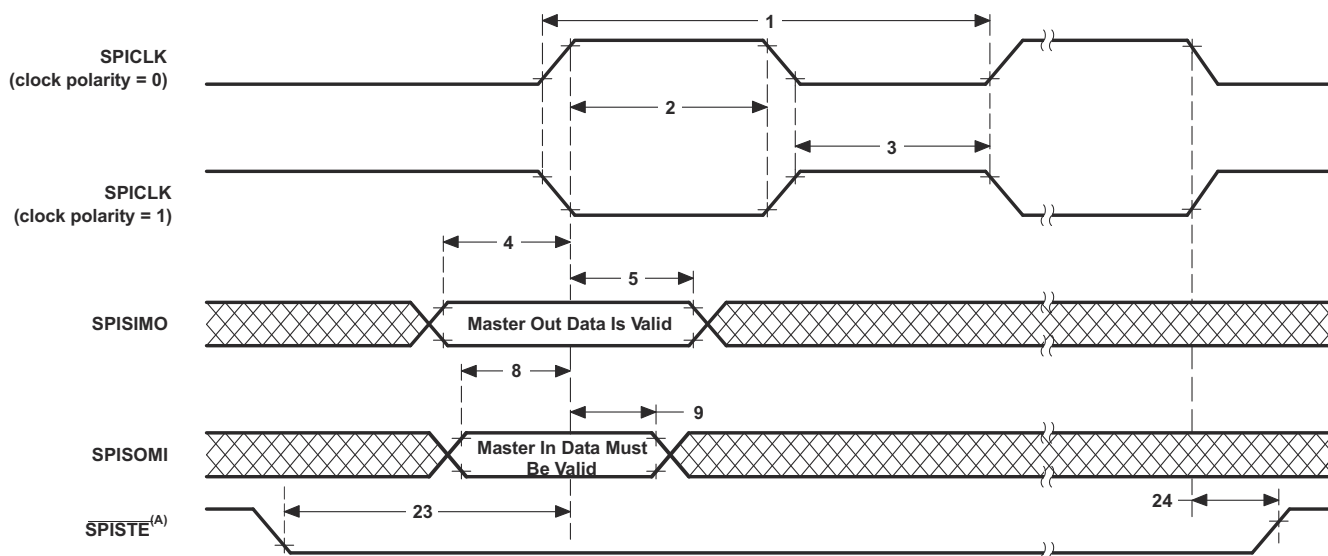 1
SPICLK
(clock polarity = 0)
2
3
SPICLK
(clock polarity = 1)
4
5
SPISIMO
Master Out Data Is Valid
8
9
SPISOMI
Master In Data Must
Be Valid
23
24
SPISTE(A)